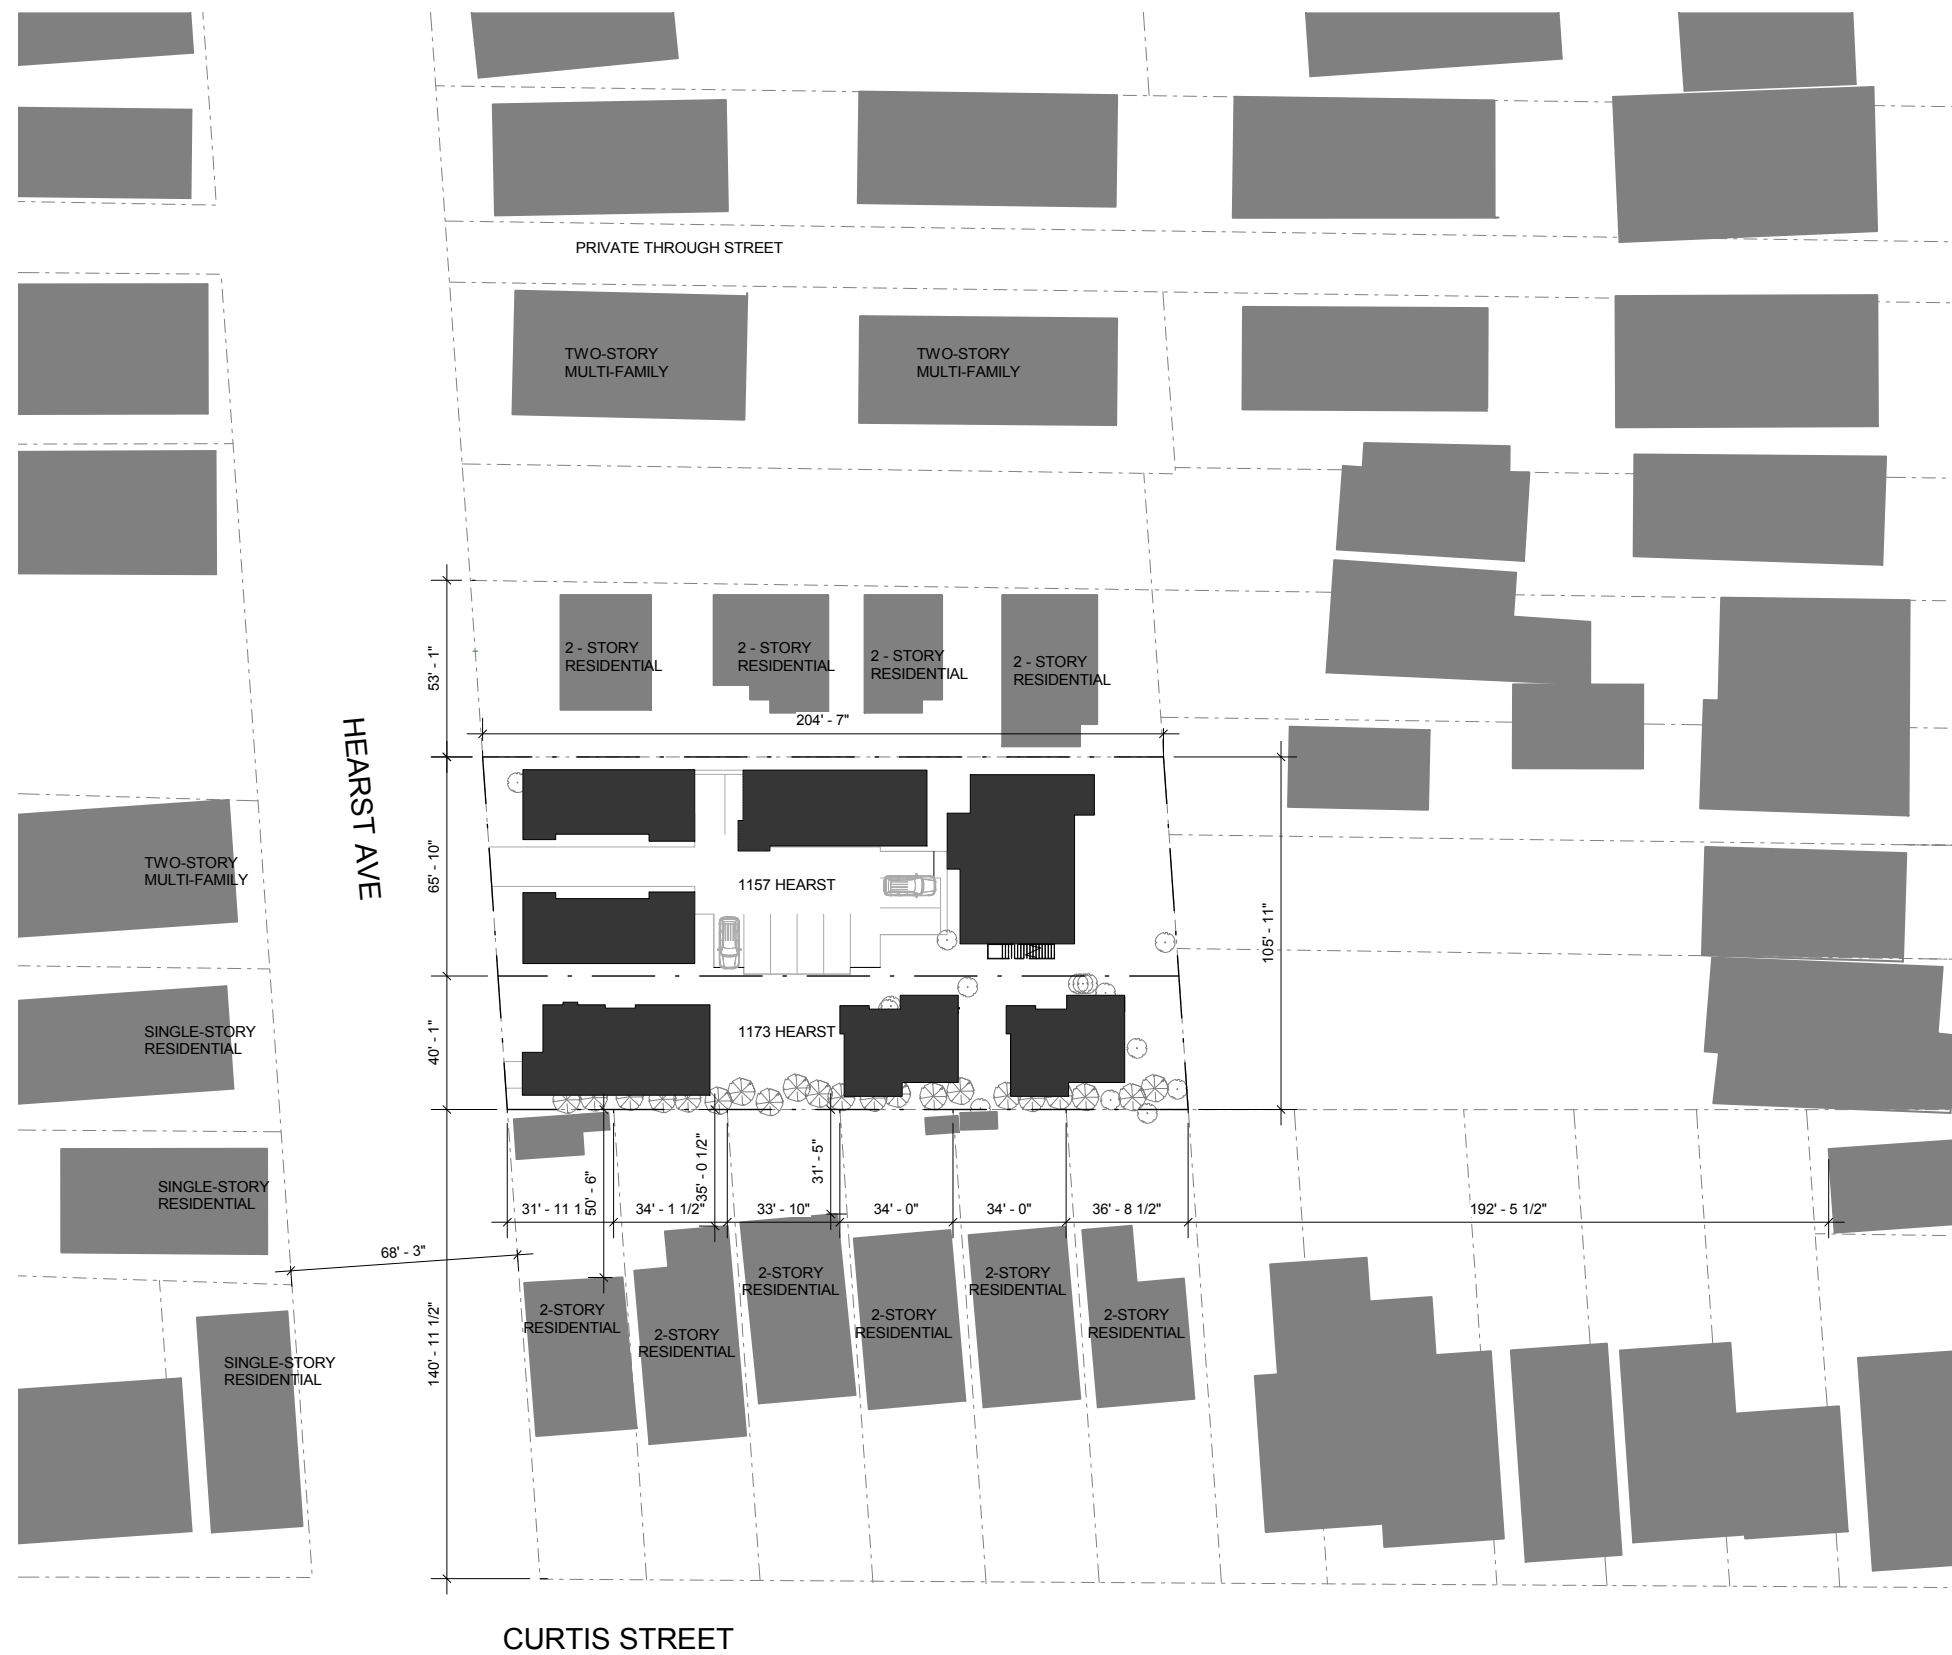 PRIVATE THROUGH STREET
TWO-STORY
MULTI-FAMILY
TWO-STORY
MULTI-FAMILY
53' - 1"
2 - STORY
RESIDENTIAL
2 - STORY
RESIDENTIAL
2 - STORY
RESIDENTIAL
2 - STORY
RESIDENTIAL
204' - 7"
HEARST AVE
65' - 10"
1157 HEARST
105' - 11"
TWO-STORY
MULTI-FAMILY
40' - 1"
1173 HEARST
SINGLE-STORY
RESIDENTIAL
SINGLE-STORY
RESIDENTIAL
50' - 6"
35' - 0 1/2"
31' - 5"
31' - 11 1
34' - 1 1/2"
33' - 10"
34' - 0"
34' - 0"
36' - 8 1/2"
192' - 5 1/2"
68' - 3"
140' - 11 1/2"
2-STORY
RESIDENTIAL
2-STORY
RESIDENTIAL
2-STORY
RESIDENTIAL
2-STORY
RESIDENTIAL
2-STORY
RESIDENTIAL
2-STORY
RESIDENTIAL
SINGLE-STORY
RESIDENTIAL
CURTIS STREET